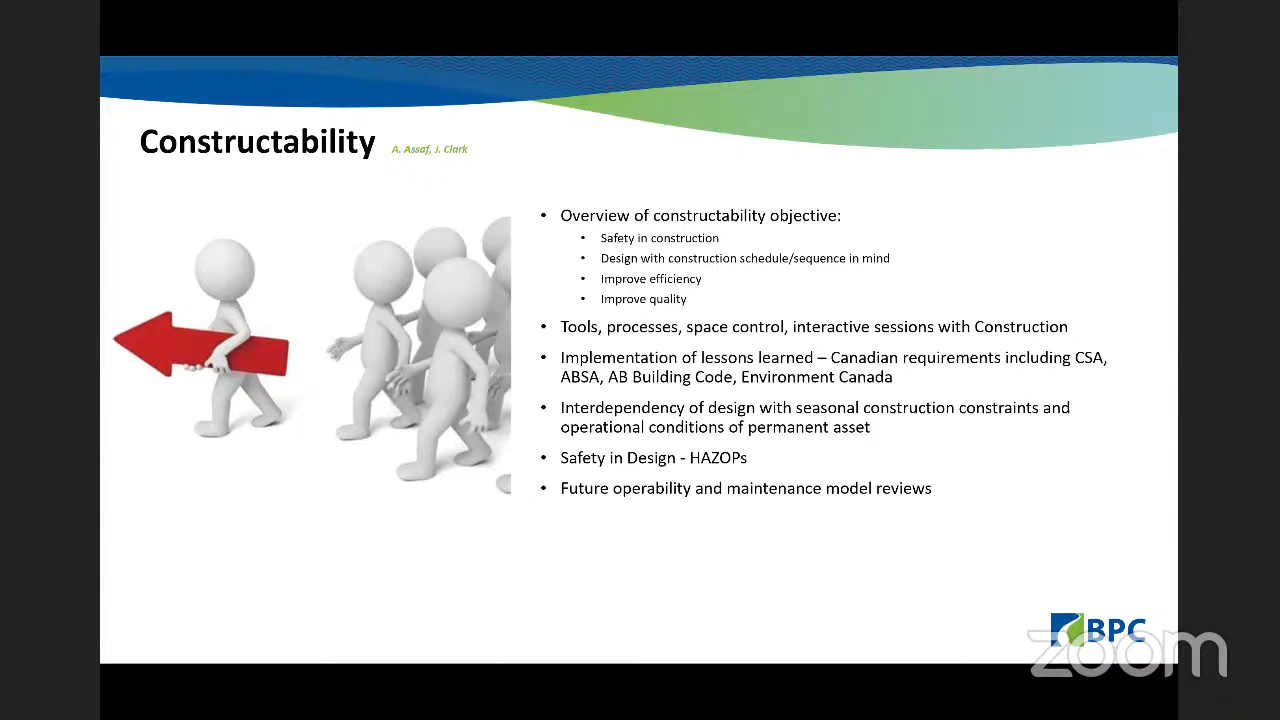 Constructability A. Assaf, J. Clark
• Overview of constructability objective:
• Safety in construction
• Design with construction schedule/sequence in mind
• Improve efficiency
• Improve quality
• Tools, processes, space control, interactive sessions with Construction
• Implementation of lessons learned – Canadian requirements including CSA,
ABSA, AB Building Code, Environment Canada
• Interdependency of design with seasonal construction constraints and
operational conditions of permanent asset
• Safety in Design - HAZOPs
• Future operability and maintenance model reviews
BPC
zoom